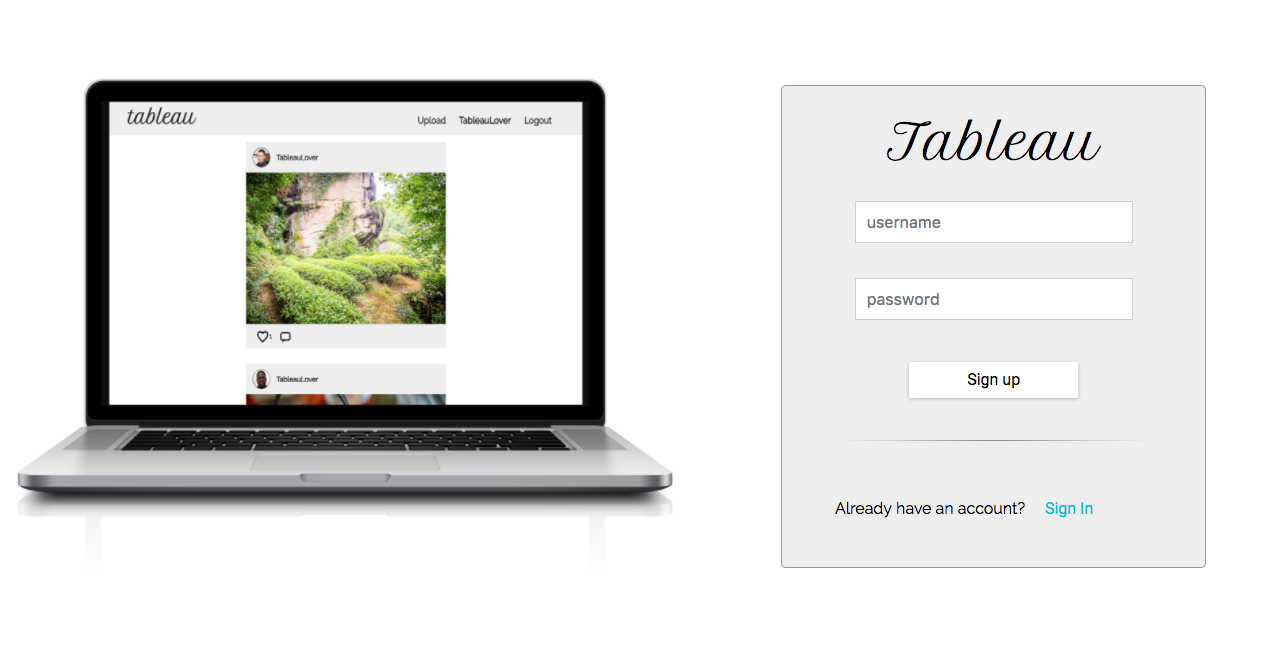 tableau
Upload TableauLover Logout
TableauLover
1
TableauLover
Tableau
username
password
Sign up
Already have an account? Sign In